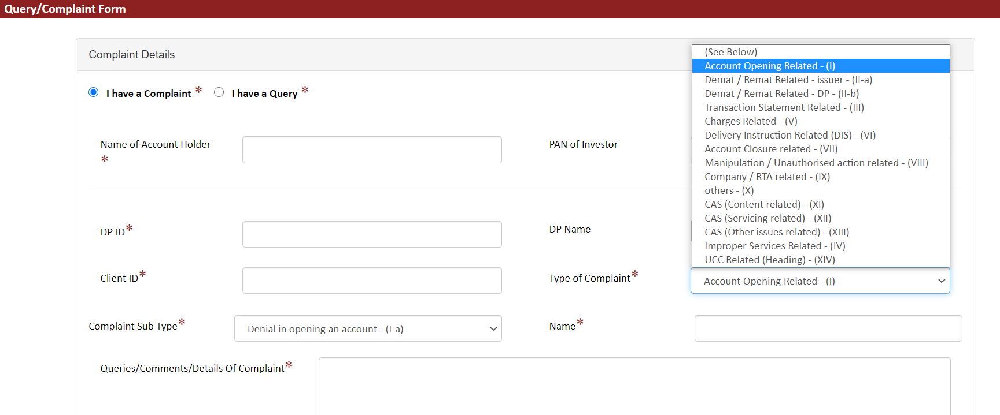 Query/Complaint Form
Complaint Details
(See Below)
Account Opening Related - (I)
Demat / Remat Related - issuer - (II-a)
Demat / Remat Related - DP - (II-b)
Transaction Statement Related - (III)
Charges Related - (V)
Delivery Instruction Related (DIS) - (VI)
Account Closure related - (VII)
Manipulation / Unauthorised action related - (VIII)
Company / RTA related - (IX)
others - (X)
CAS (Content related) - (XI)
CAS (Servicing related) - (XII)
CAS (Other issues related) - (XIII)
Improper Services Related - (IV)
UCC Related (Heading) - (XIV)
I have a Complaint * I have a Query *
Name of Account Holder
*
PAN of Investor
DP ID*
DP Name
Client ID*
Type of Complaint*
Account Opening Related - (I)
Complaint Sub Type*
Denial in opening an account - (I-a)
Name*
Queries/Comments/Details Of Complaint*